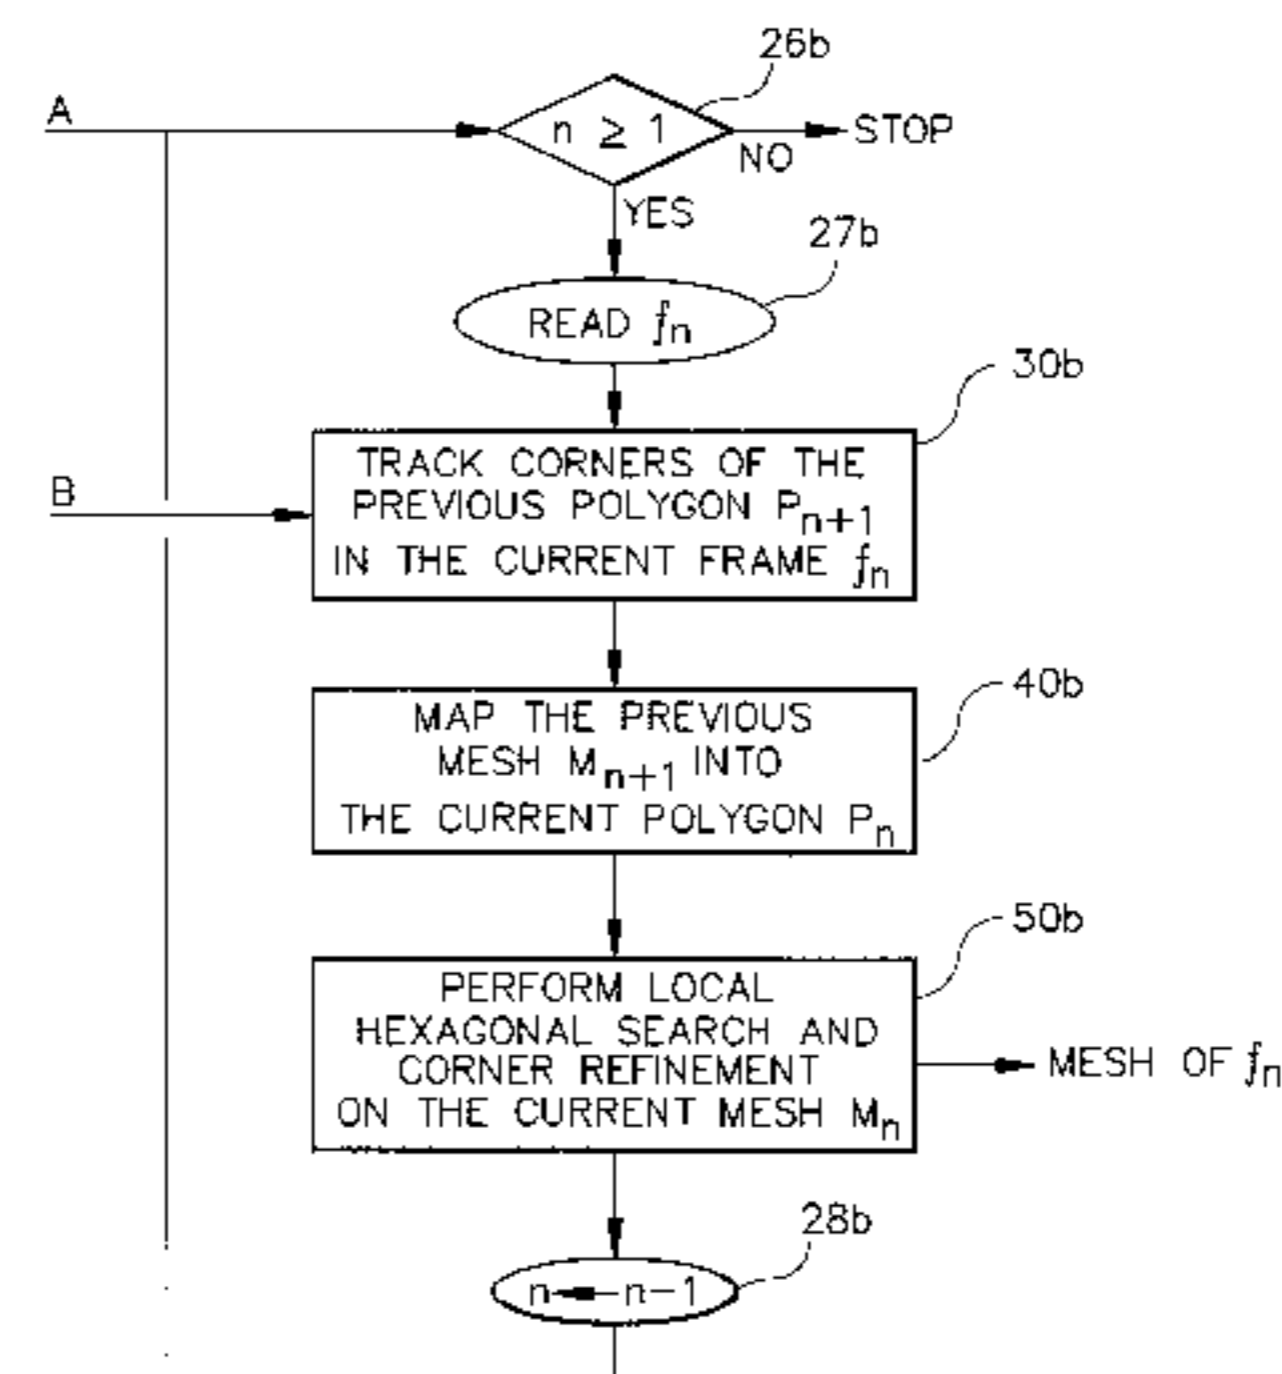 26b
A
n ≥ 1
STOP
NO
YES
27b
READ fn
30b
TRACK CORNERS OF THE
PREVIOUS POLYGON Pn+1
IN THE CURRENT FRAME fn
B
40b
MAP THE PREVIOUS
MESH Mn+1 INTO
THE CURRENT POLYGON Pn
50b
PERFORM LOCAL
HEXAGONAL SEARCH AND
CORNER REFINEMENT
ON THE CURRENT MESH Mn
MESH OF fn
28b
n ← n-1